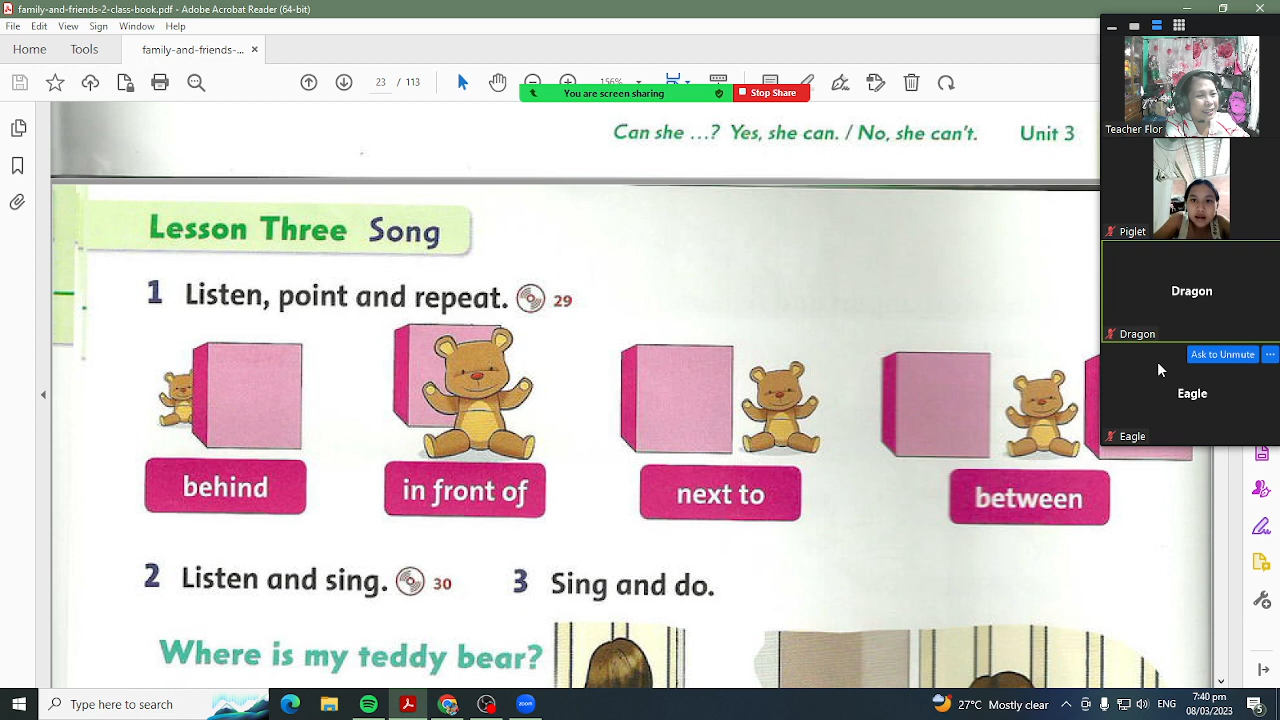 family-and-friends-2-class-book.pdf - Adobe Acrobat Reader (64-bit)
File Edit View Sign Window Help
Home Tools family-and-friends-...
23 / 113 156%
You are screen sharing Stop Share
Can she ...? Yes, she can. / No, she can't. Unit 3
Lesson Three Song
1 Listen, point and repeat. 29
behind in front of next to between
2 Listen and sing. 30 3 Sing and do.
Where is my teddy bear?
Teacher Flor
Piglet
Dragon
Dragon
Ask to Unmute ...
Eagle
Eagle
Type here to search
zoom
27°C Mostly clear
ENG
7:40 pm
08/03/2023